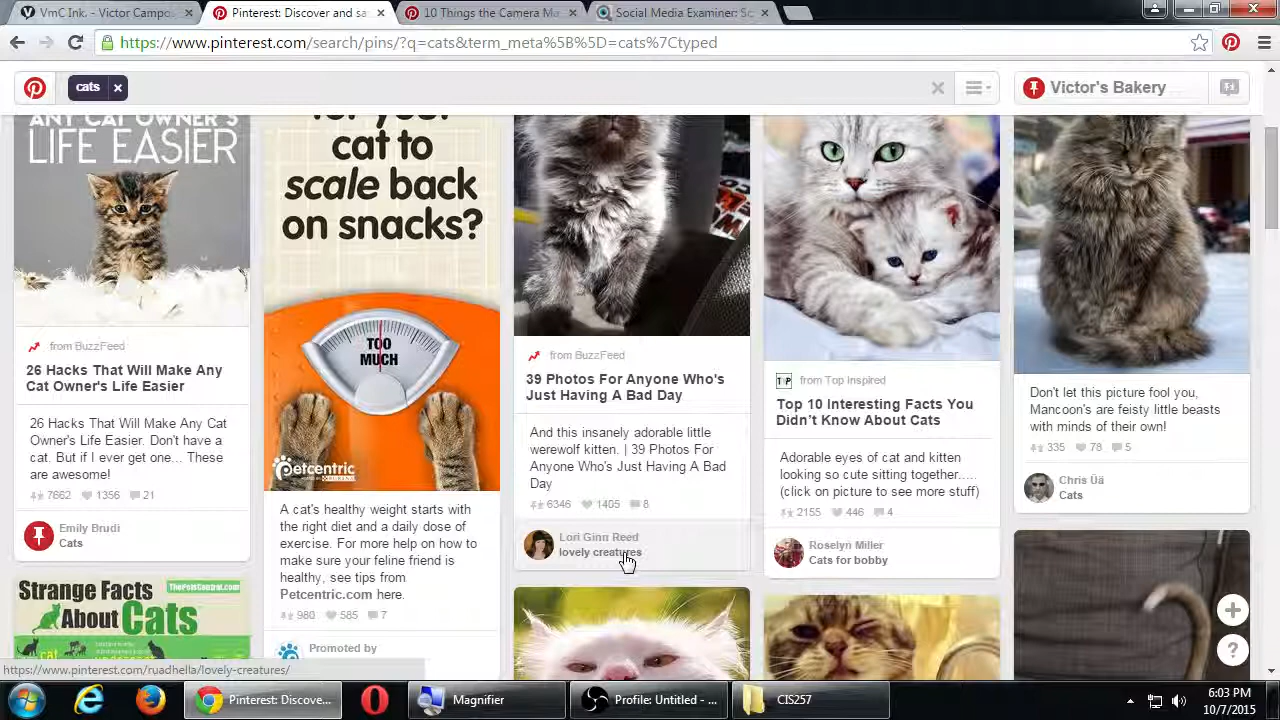 VmC Ink. - Victor Campos
Pinterest: Discover and sa
10 Things the Camera Ma
Social Media Examiner: Sc
https://www.pinterest.com/search/pins/?q=cats&term_meta%5B%5D=cats%7Ctyped
cats
Victor's Bakery
ANY CAT OWNER'S
LIFE EASIER
from BuzzFeed
26 Hacks That Will Make Any
Cat Owner's Life Easier
26 Hacks That Will Make Any Cat
Owner's Life Easier. Don't have a
cat. But if I ever get one... These
are awesome!
7662 1356 21
Emily Brudi
Cats
Strange Facts
About Cats
ThePetsCentral.com
for your
cat to
scale back
on snacks?
TOO
MUCH
petcentric
A cat's healthy weight starts
with the right diet and a daily dose of
exercise. For more help on how to
make sure your feline friend is
healthy, see tips from
Petcentric.com here.
980 585 7
Promoted by
from BuzzFeed
39 Photos For Anyone Who's
Just Having A Bad Day
And this insanely adorable little
werewolf kitten. | 39 Photos For
Anyone Who's Just Having A Bad
Day
6346 1405 8
Lori Ginn Reed
lovely creatures
from Top Inspired
Top 10 Interesting Facts You
Didn't Know About Cats
Adorable eyes of cat and kitten
looking so cute sitting together.....
(click on picture to see more stuff)
2155 446 4
Roselyn Miller
Cats for bobby
Don't let this picture fool you,
Mancoon's are feisty little beasts
with minds of their own!
335 78 5
Chris Üä
Cats
+
?
https://www.pinterest.com/ruadhella/lovely-creatures/
Pinterest: Discove...
Magnifier
Profile: Untitled - ...
CIS257
6:03 PM
10/7/2015